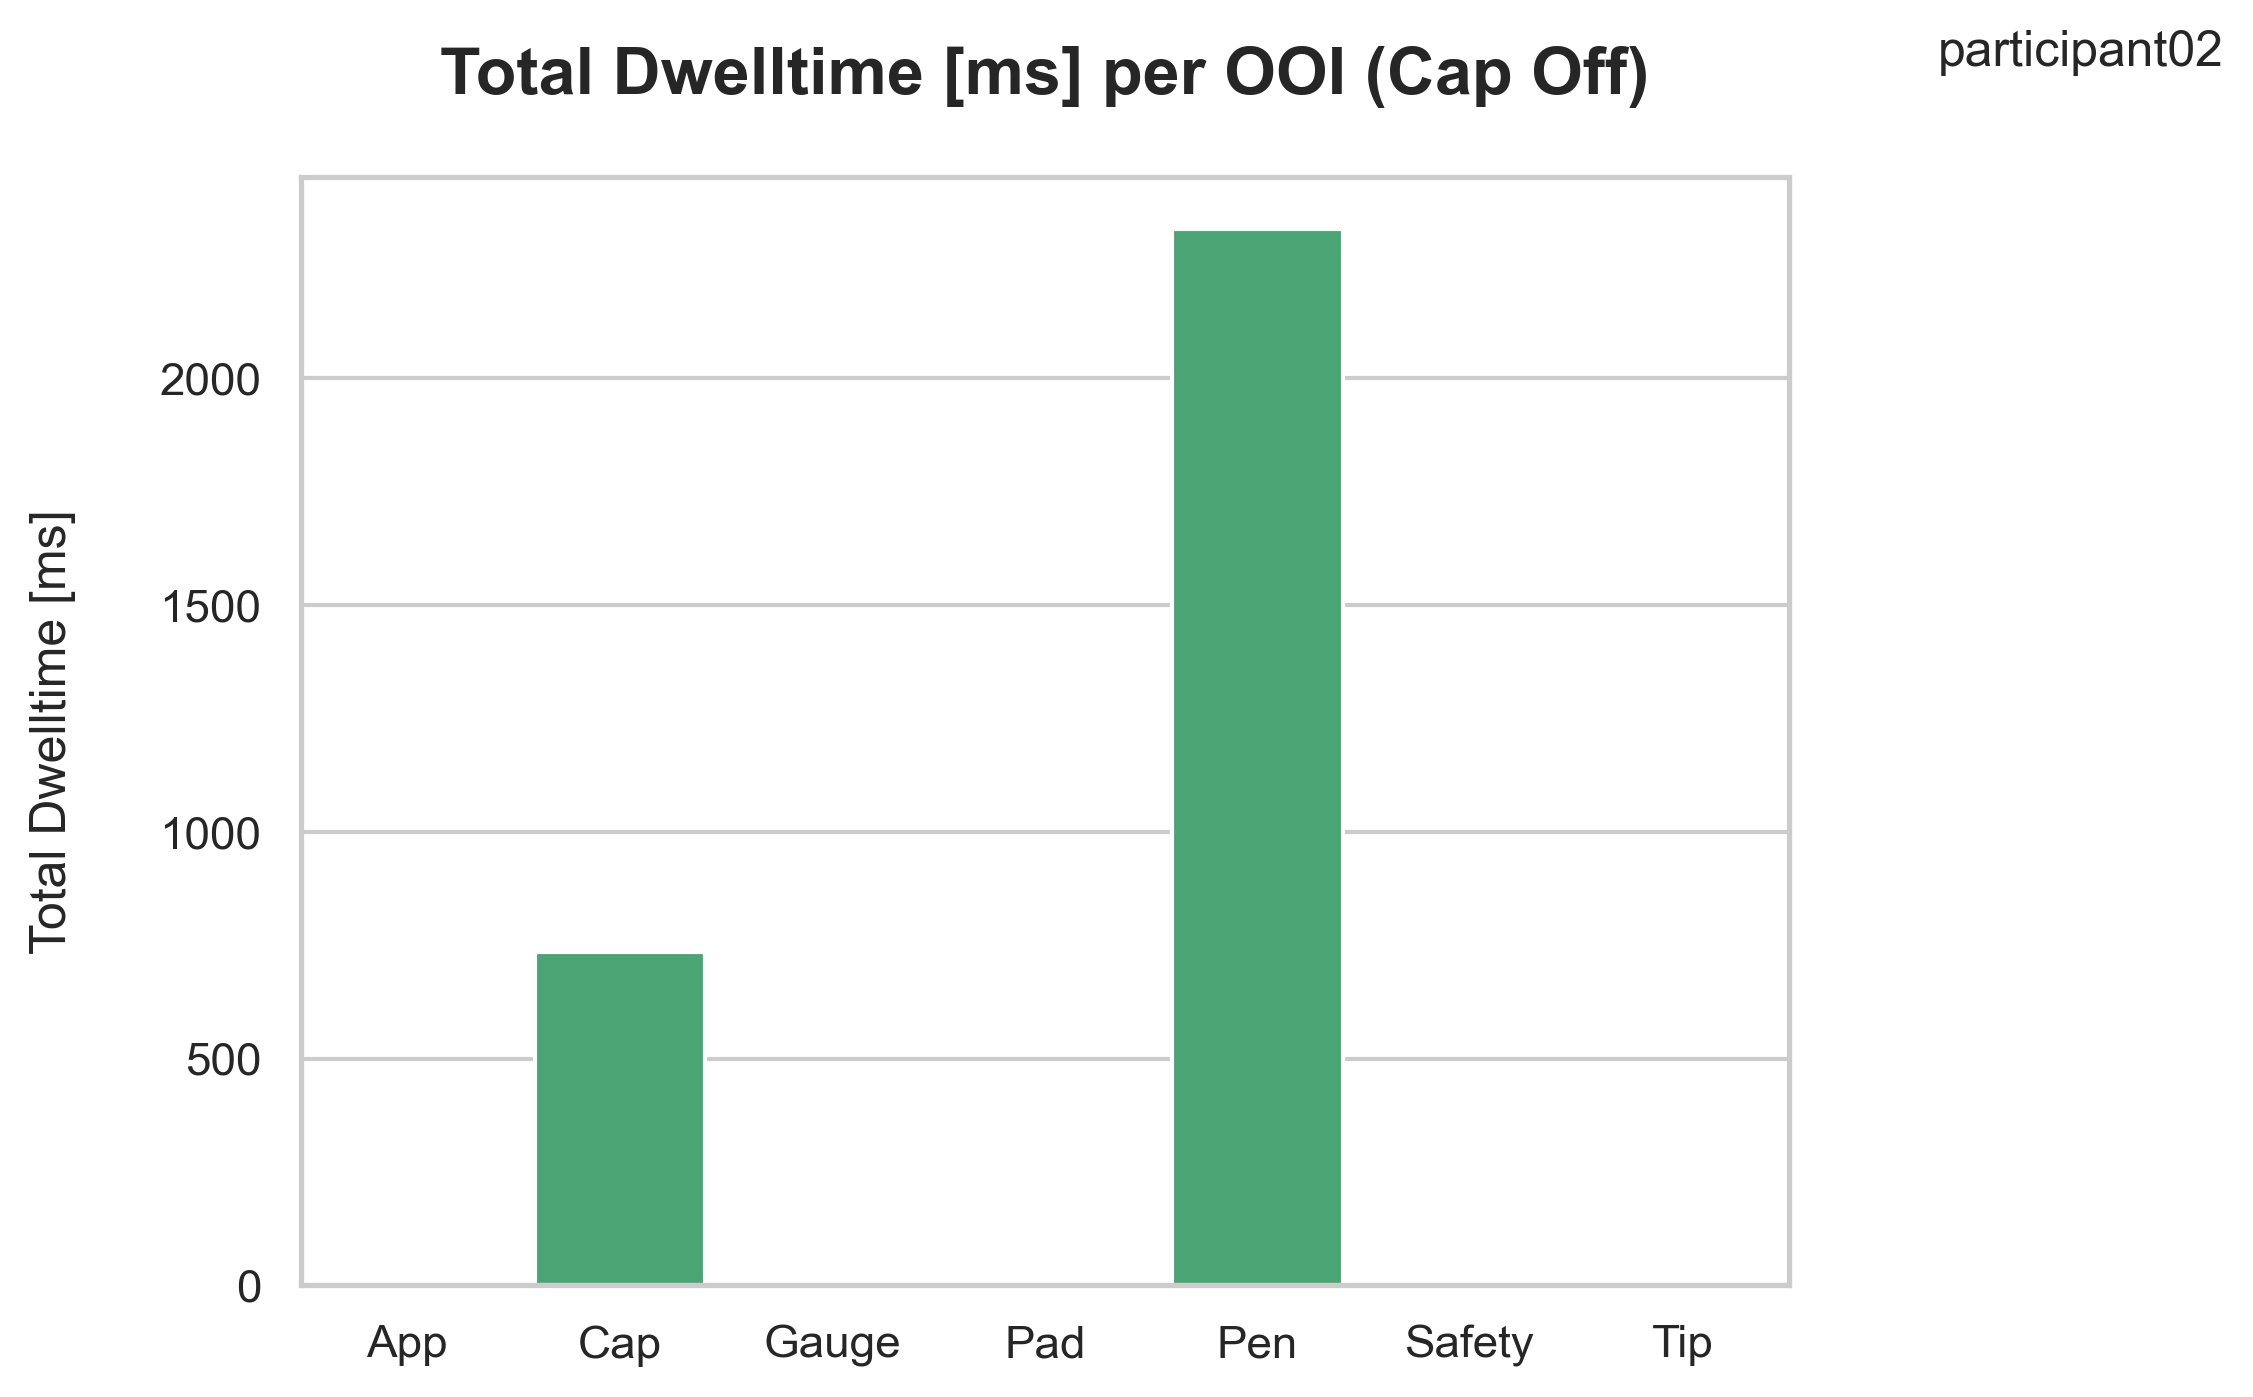 Total Dwelltime [ms] per OOI (Cap Off)
participant02
Total Dwelltime [ms]
2000
1500
1000
500
0
App Cap Gauge Pad Pen Safety Tip